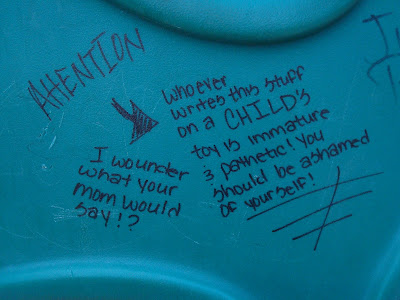 AHENTION
Whoever
writes this stuff
on a CHILD's
toy is immature
& pathetic! You
should be ashamed
of yourself!
I wounder
what your
mom would
say!?